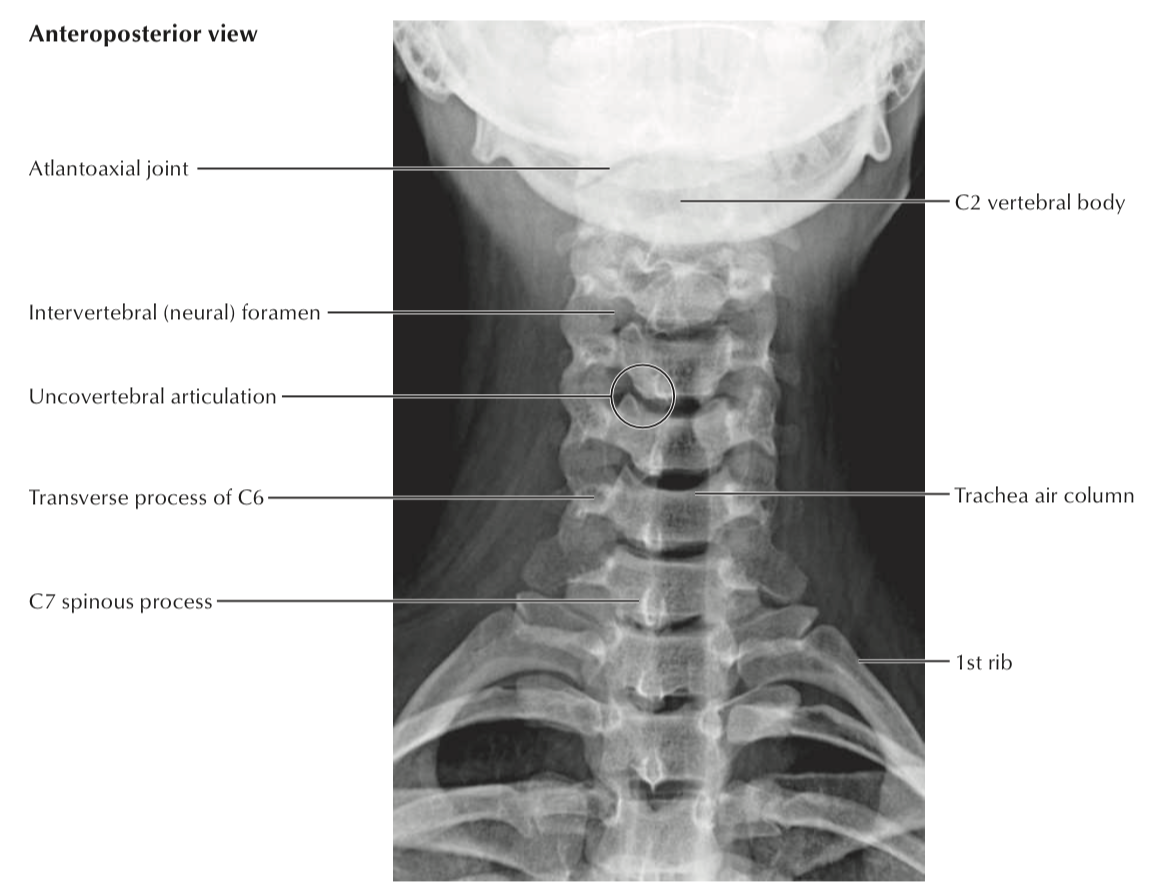 Anteroposterior view
Atlantoaxial joint
C2 vertebral body
Intervertebral (neural) foramen
Uncovertebral articulation
Transverse process of C6
Trachea air column
C7 spinous process
1st rib